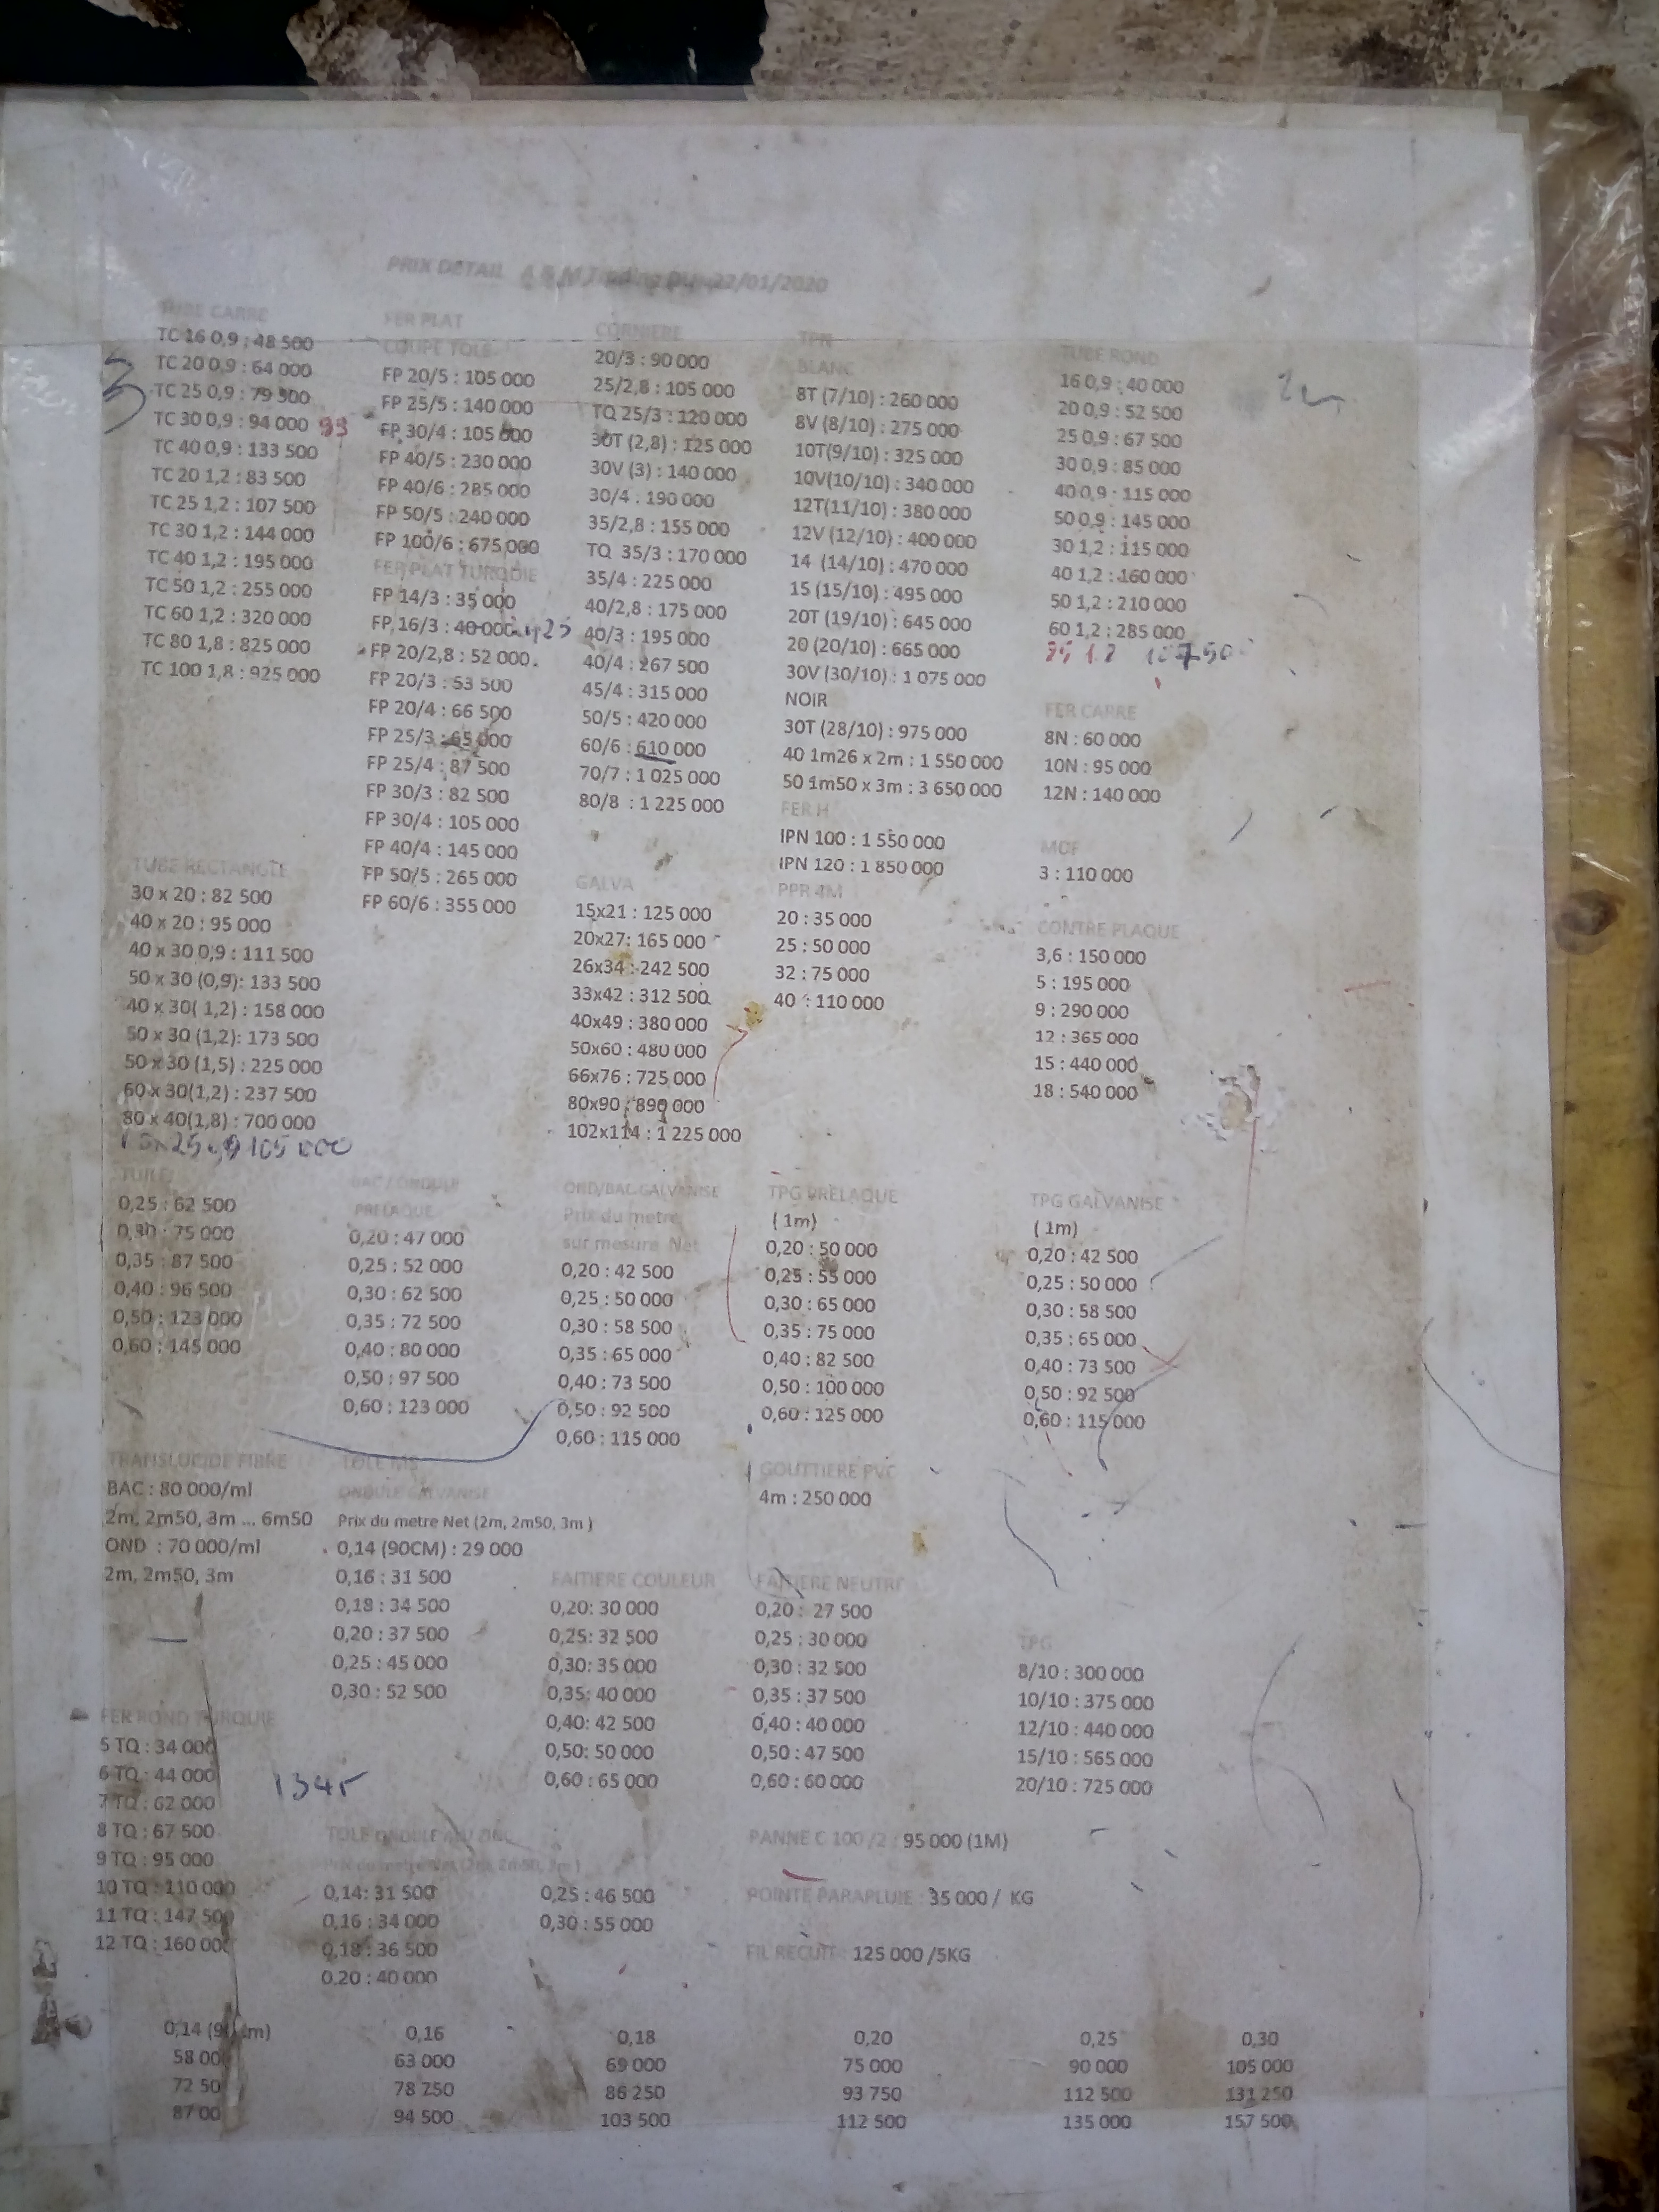 PRIX DETAIL A & M Trading Du 22/01/2020
TUBE CARRE
TC 16 0,9 : 48 500
TC 20 0,9 : 64 000
TC 25 0,9 : 79 500
TC 30 0,9 : 94 000 99
TC 40 0,9 : 133 500
TC 20 1,2 : 83 500
TC 25 1,2 : 107 500
TC 30 1,2 : 144 000
TC 40 1,2 : 195 000
TC 50 1,2 : 255 000
TC 60 1,2 : 320 000
TC 80 1,8 : 825 000
TC 100 1,8 : 925 000
FER PLAT
COUPE TOLE
FP 20/5 : 105 000
FP 25/5 : 140 000
FP 30/4 : 105 000
FP 40/5 : 230 000
FP 40/6 : 285 000
FP 50/5 : 240 000
FP 100/6 : 675 000
FER PLAT TURQUIE
FP 14/3 : 35 000
FP 16/3 : 40 000
FP 20/2,8 : 52 000
FP 20/3 : 53 500
FP 20/4 : 66 500
FP 25/3 : 65 000
FP 25/4 : 87 500
FP 30/3 : 82 500
FP 30/4 : 105 000
FP 40/4 : 145 000
FP 50/5 : 265 000
FP 60/6 : 355 000
CORNIERE
20/3 : 90 000
25/2,8 : 105 000
TQ 25/3 : 120 000
30T (2,8) : 125 000
30V (3) : 140 000
30/4 : 190 000
35/2,8 : 155 000
TQ 35/3 : 170 000
35/4 : 225 000
40/2,8 : 175 000
40/3 : 195 000
40/4 : 267 500
45/4 : 315 000
50/5 : 420 000
60/6 : 610 000
70/7 : 1 025 000
80/8 : 1 225 000
TPN
BLANC
8T (7/10) : 260 000
8V (8/10) : 275 000
10T(9/10) : 325 000
10V(10/10) : 340 000
12T(11/10) : 380 000
12V (12/10) : 400 000
14 (14/10) : 470 000
15 (15/10) : 495 000
20T (19/10) : 645 000
20 (20/10) : 665 000
30V (30/10) : 1 075 000
NOIR
30T (28/10) : 975 000
40 1m26 x 2m : 1 550 000
50 1m50 x 3m : 3 650 000
FER H
IPN 100 : 1 550 000
IPN 120 : 1 850 000
PPR 4M
20 : 35 000
25 : 50 000
32 : 75 000
40 : 110 000
TUBE ROND
16 0,9 : 40 000
20 0,9 : 52 500
25 0,9 : 67 500
30 0,9 : 85 000
40 0,9 : 115 000
50 0,9 : 145 000
30 1,2 : 115 000
40 1,2 : 160 000
50 1,2 : 210 000
60 1,2 : 285 000
FER CARRE
8N : 60 000
10N : 95 000
12N : 140 000
MDF
3 : 110 000
CONTRE PLAQUE
3,6 : 150 000
5 : 195 000
9 : 290 000
12 : 365 000
15 : 440 000
18 : 540 000
TUBE RECTANGLE
30 x 20 : 82 500
40 x 20 : 95 000
40 x 30 0,9 : 111 500
50 x 30 (0,9): 133 500
40 x 30( 1,2) : 158 000
50 x 30 (1,2): 173 500
50 x 30 (1,5) : 225 000
60 x 30(1,2) : 237 500
80 x 40(1,8) : 700 000
105 000
GALVA
15x21 : 125 000
20x27: 165 000
26x34 : 242 500
33x42 : 312 500
40x49 : 380 000
50x60 : 480 000
66x76 : 725 000
80x90 : 890 000
102x114 : 1 225 000
TUILE
0,25 : 62 500
0,30 : 75 000
0,35 : 87 500
0,40 : 96 500
0,50 : 123 000
0,60 : 145 000
BAC / ONDULE
PRELAQUE
0,20 : 47 000
0,25 : 52 000
0,30 : 62 500
0,35 : 72 500
0,40 : 80 000
0,50 : 97 500
0,60 : 123 000
OND/BAC GALVANISE
Prix du metre
sur mesure Net
0,20 : 42 500
0,25 : 50 000
0,30 : 58 500
0,35 : 65 000
0,40 : 73 500
0,50 : 92 500
0,60 : 115 000
TPG PRELAQUE
( 1m)
0,20 : 50 000
0,25 : 55 000
0,30 : 65 000
0,35 : 75 000
0,40 : 82 500
0,50 : 100 000
0,60 : 125 000
TPG GALVANISE
( 1m)
0,20 : 42 500
0,25 : 50 000
0,30 : 58 500
0,35 : 65 000
0,40 : 73 500
0,50 : 92 500
0,60 : 115 000
TRANSLUCIDE FIBRE
BAC : 80 000/ml
2m, 2m50, 3m ... 6m50
OND : 70 000/ml
2m, 2m50, 3m
TOLE MS
ONDULE GALVANISE
Prix du metre Net (2m, 2m50, 3m )
0,14 (90CM) : 29 000
0,16 : 31 500
0,18 : 34 500
0,20 : 37 500
0,25 : 45 000
0,30 : 52 500
GOUTTIERE PVC
4m : 250 000
FAITIERE COULEUR
0,20: 30 000
0,25: 32 500
0,30: 35 000
0,35: 40 000
0,40: 42 500
0,50: 50 000
0,60: 65 000
FAITIERE NEUTRE
0,20 : 27 500
0,25 : 30 000
0,30 : 32 500
0,35 : 37 500
0,40 : 40 000
0,50 : 47 500
0,60 : 60 000
TPG
8/10 : 300 000
10/10 : 375 000
12/10 : 440 000
15/10 : 565 000
20/10 : 725 000
FER ROND TURQUIE
5 TQ : 34 000
6 TQ : 44 000
7 TQ : 62 000
8 TQ : 67 500
9 TQ : 95 000
10 TQ : 110 000
11 TQ : 147 500
12 TQ : 160 000
TOLE ONDULE ALU ZINC
Prix du metre Net (2m, 2m50, 3m )
0,14: 31 500
0,16 : 34 000
0,18 : 36 500
0,20 : 40 000
0,25 : 46 500
0,30 : 55 000
PANNE C 100 /2 : 95 000 (1M)
POINTE PARAPLUIE : 35 000 / KG
FIL RECUIT : 125 000 /5KG
0,14 (90cm) 0,16 0,18 0,20 0,25 0,30
58 00 63 000 69 000 75 000 90 000 105 000
72 50 78 750 86 250 93 750 112 500 131 250
87 00 94 500 103 500 112 500 135 000 157 500